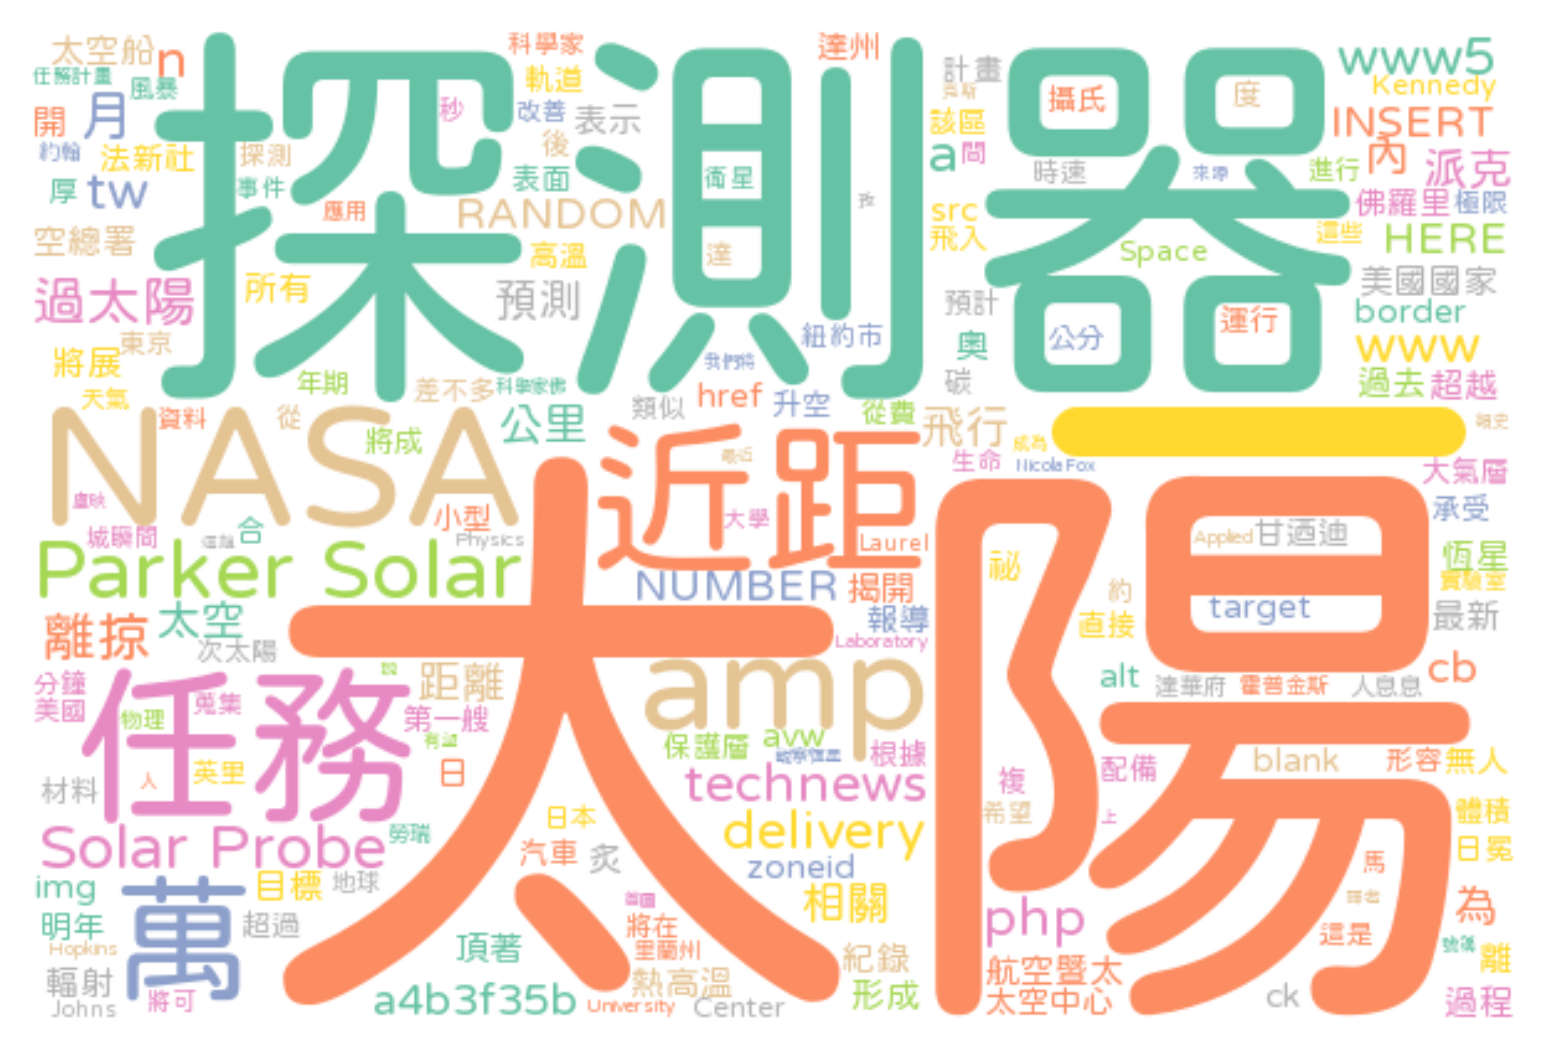 太空船
n
科學家
達州
計畫
www5
任務計畫
風暴
軌道
Kennedy
開
月
秒
改善
表示
攝氏
度
INSERT
約翰
法新社
探測
後
該區
a
間
內
派克
探測器
厚
tw
事件
表面
衛星
時速
進行
應用
RANDOM
src
佛羅里
極限
空總署
高溫
達
飛入
Space
這些
HERE
過太陽
所有
預測
預計
美國國家
公分
運行
border
東京
紐約市
奧
www
將展
我們將
年期
差不多
科學家佛
碳
過去
超越
天氣
href
升空
NASA
資料
從
公里
類似
從費
飛行
一
將成
成為
近距
生命
Nicola Fox
大氣層
小型
大學
承受
城瞬間
合
Physics
Laurel
Applied
甘迺迪
Parker Solar
祕
恆星
NUMBER
揭開
約
實驗室
太陽
離掠
太空
報導
直接
target
最新
次太陽
Laboratory
分鐘
距離
amp
alt
達華府
霍普金斯
人息息
cb
美國
任務
蒐集
第一艘
物理
保護層
avw
根據
配備
blank
形容
無人
材料
人
英里
日
technews
複
上
希望
體積
Solar Probe
勞瑞
日本
delivery
汽車
炙
zoneid
馬
日冕
img
萬
目標
地球
相關
php
為
明年
超過
將在
這是
Hopkins
頂著
里蘭州
紀錄
離
輻射
熱高溫
航空暨太
Johns
將可
a4b3f35b
University
Center
形成
太空中心
ck
過程